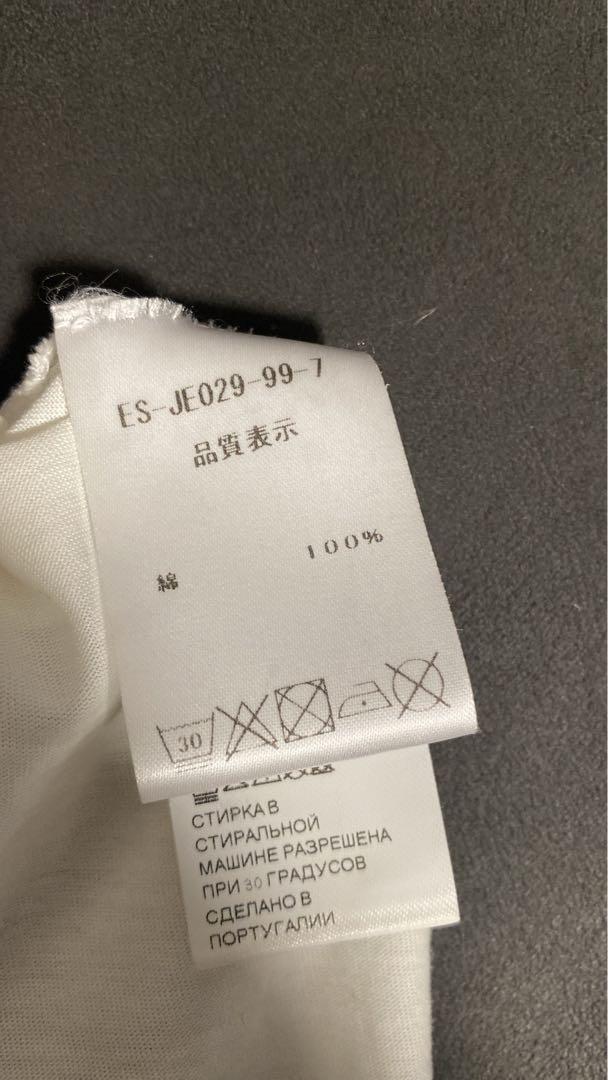 ES-JE029-99-7
品質表示
綿 100%
30
СТИРКА В
СТИРАЛЬНОЙ
МАШИНЕ РАЗРЕШЕНА
ПРИ 30 ГРАДУСОВ
СДЕЛАНО В
ПОРТУГАЛИИ